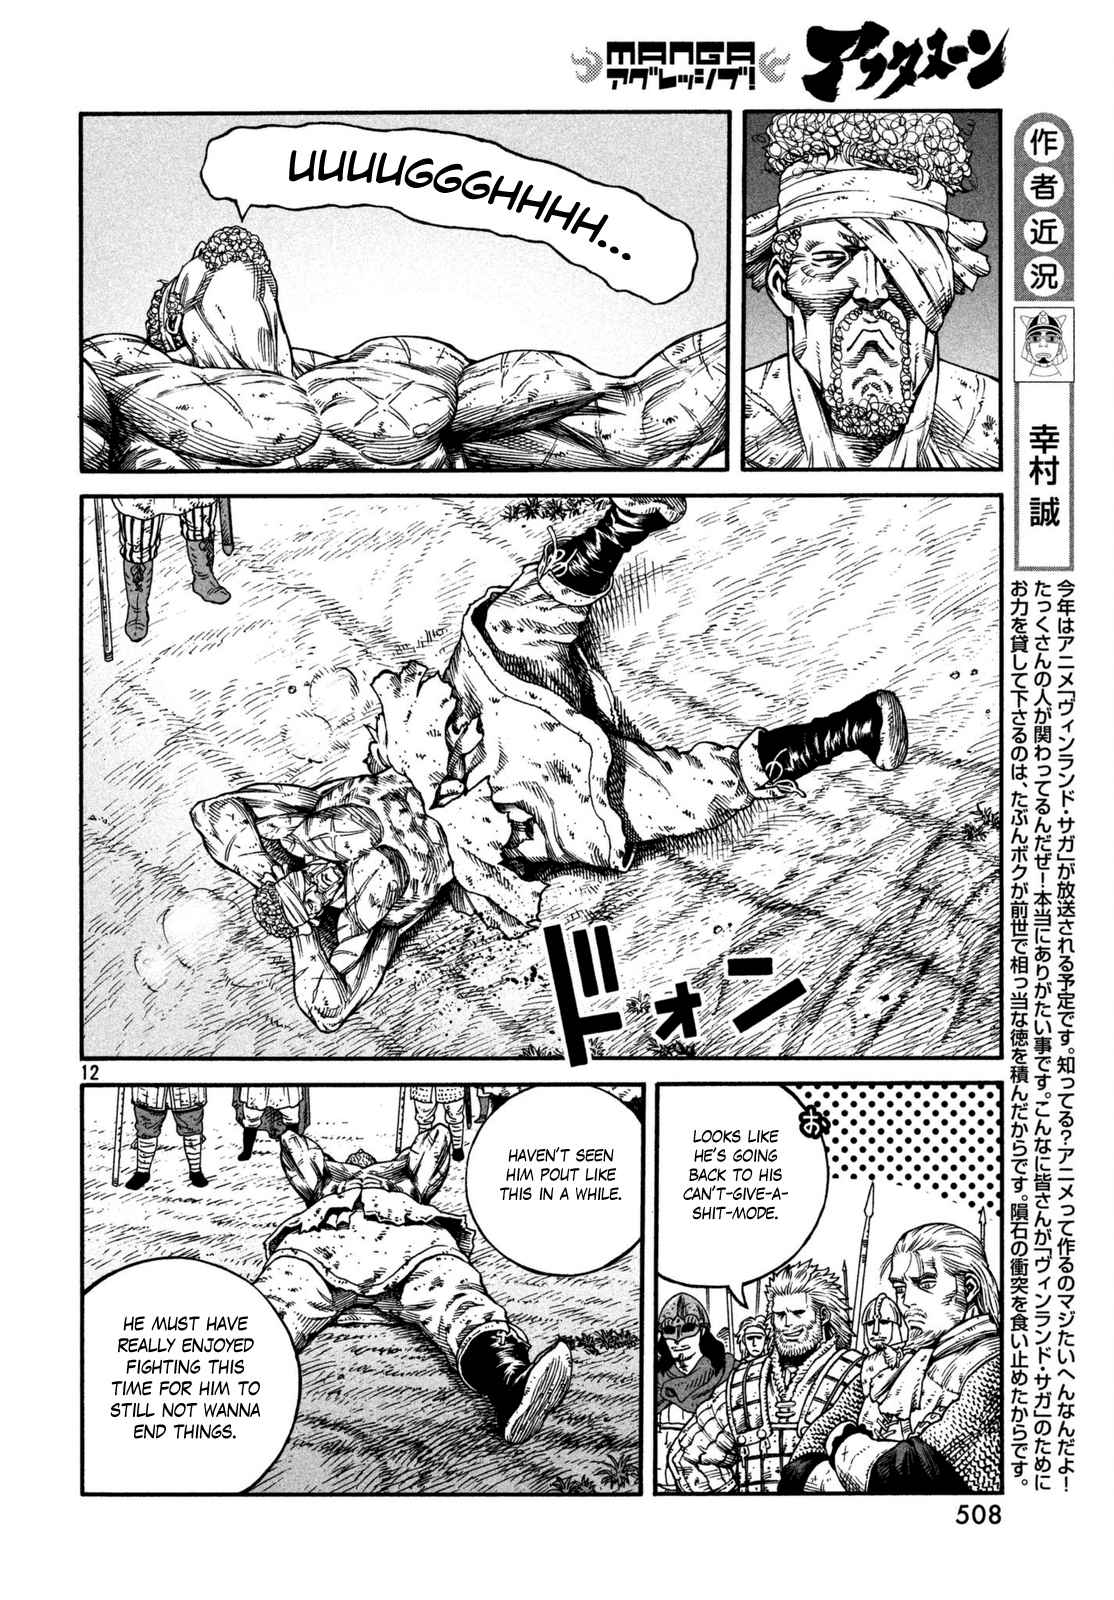 MANGA
アグレッシブ!
アフタヌーン
作者近況
幸村誠
今年はアニメ「ヴィンランド・サガ」が放送される予定です。知ってる?アニメって作るのマジたいへんなんだよ!
たっくさんの人が関わってるんだぜ!本当にありがたい事です。こんなに皆さんが「ヴィンランド・サガ」のために
お力を貸して下さるのは、たぶんボクが前世で相っ当な徳を積んだからです。隕石の衝突を食い止めたからです。
UUUUGGGHHHH...
ドォン
12
お
LOOKS LIKE
HE'S GOING
BACK TO HIS
CAN'T-GIVE-A-
SHIT-MODE.
HAVEN'T SEEN
HIM POUT LIKE
THIS IN A WHILE.
HE MUST HAVE
REALLY ENJOYED
FIGHTING THIS
TIME FOR HIM TO
STILL NOT WANNA
END THINGS.
508